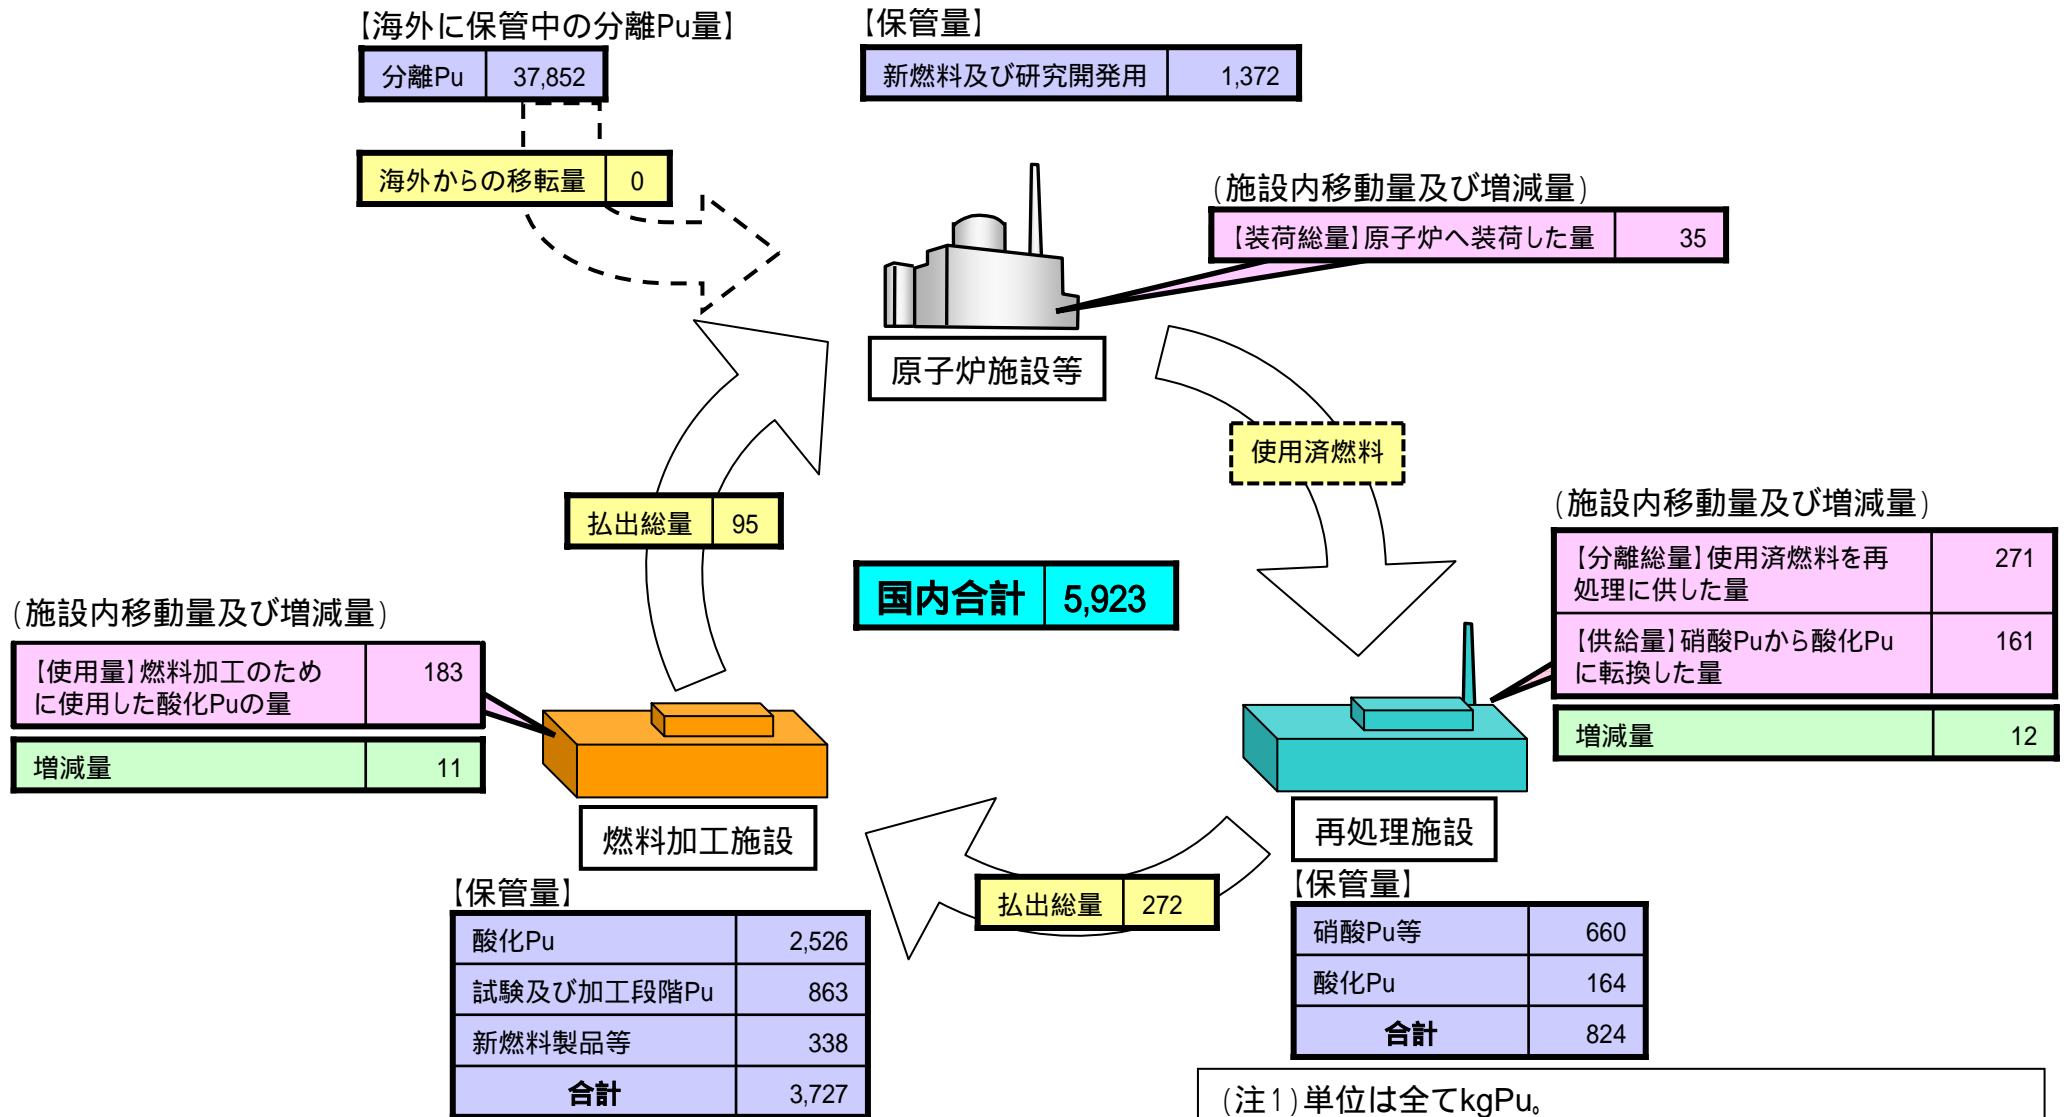 【海外に保管中の分離Pu量】
分離Pu 37,852
海外からの移転量 0
【保管量】
新燃料及び研究開発用 1,372
(施設内移動量及び増減量)
【装荷総量】原子炉へ装荷した量 35
原子炉施設等
使用済燃料
払出総量 95
国内合計 5,923
(施設内移動量及び増減量)
【分離総量】使用済燃料を再 271
処理に供した量
【供給量】硝酸Puから酸化Pu 161
に転換した量
増減量 12
(施設内移動量及び増減量)
【使用量】燃料加工のため 183
に使用した酸化Puの量
増減量 11
燃料加工施設
再処理施設
払出総量 272
【保管量】
酸化Pu 2,526
試験及び加工段階Pu 863
新燃料製品等 338
合計 3,727
【保管量】
硝酸Pu等 660
酸化Pu 164
合計 824
(注1)単位は全てkgPu。